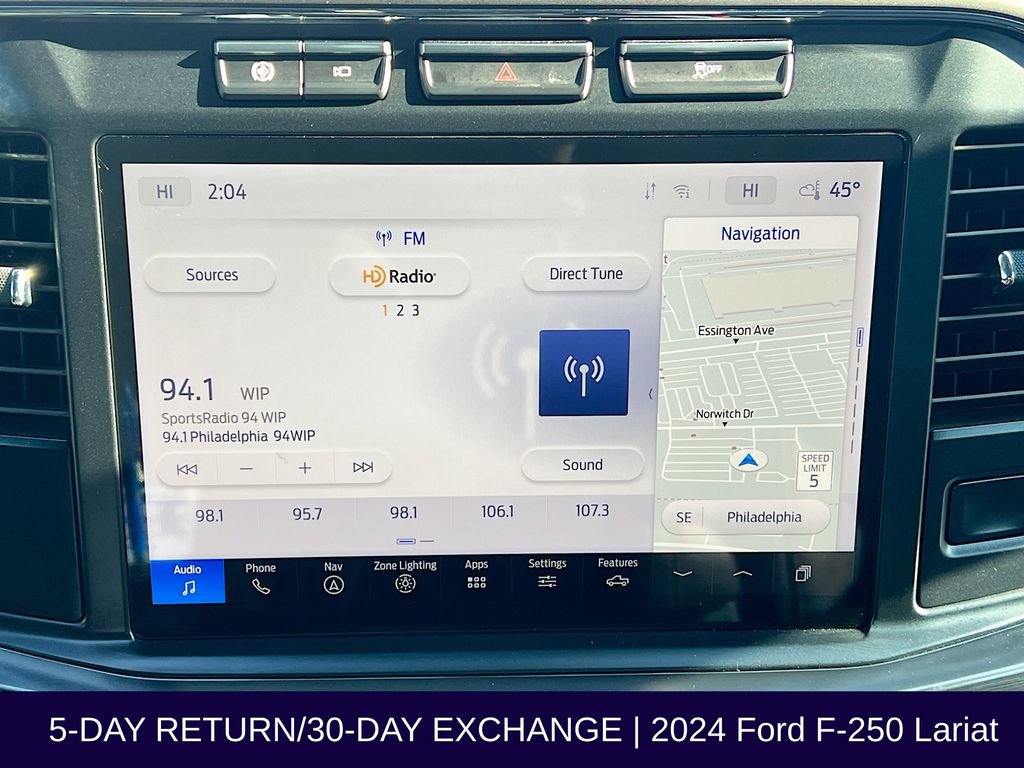 OFF
HI 2:04 HI 45°
FM
Navigation
Sources HD Radio Direct Tune
1 2 3
Essington Ave
94.1 WIP
SportsRadio 94 WIP
94.1 Philadelphia 94WIP
Norwitch Dr
Sound
SPEED
LIMIT
5
98.1 95.7 98.1 106.1 107.3
SE Philadelphia
Audio Phone Nav Zone Lighting Apps Settings Features
5-DAY RETURN/30-DAY EXCHANGE | 2024 Ford F-250 Lariat